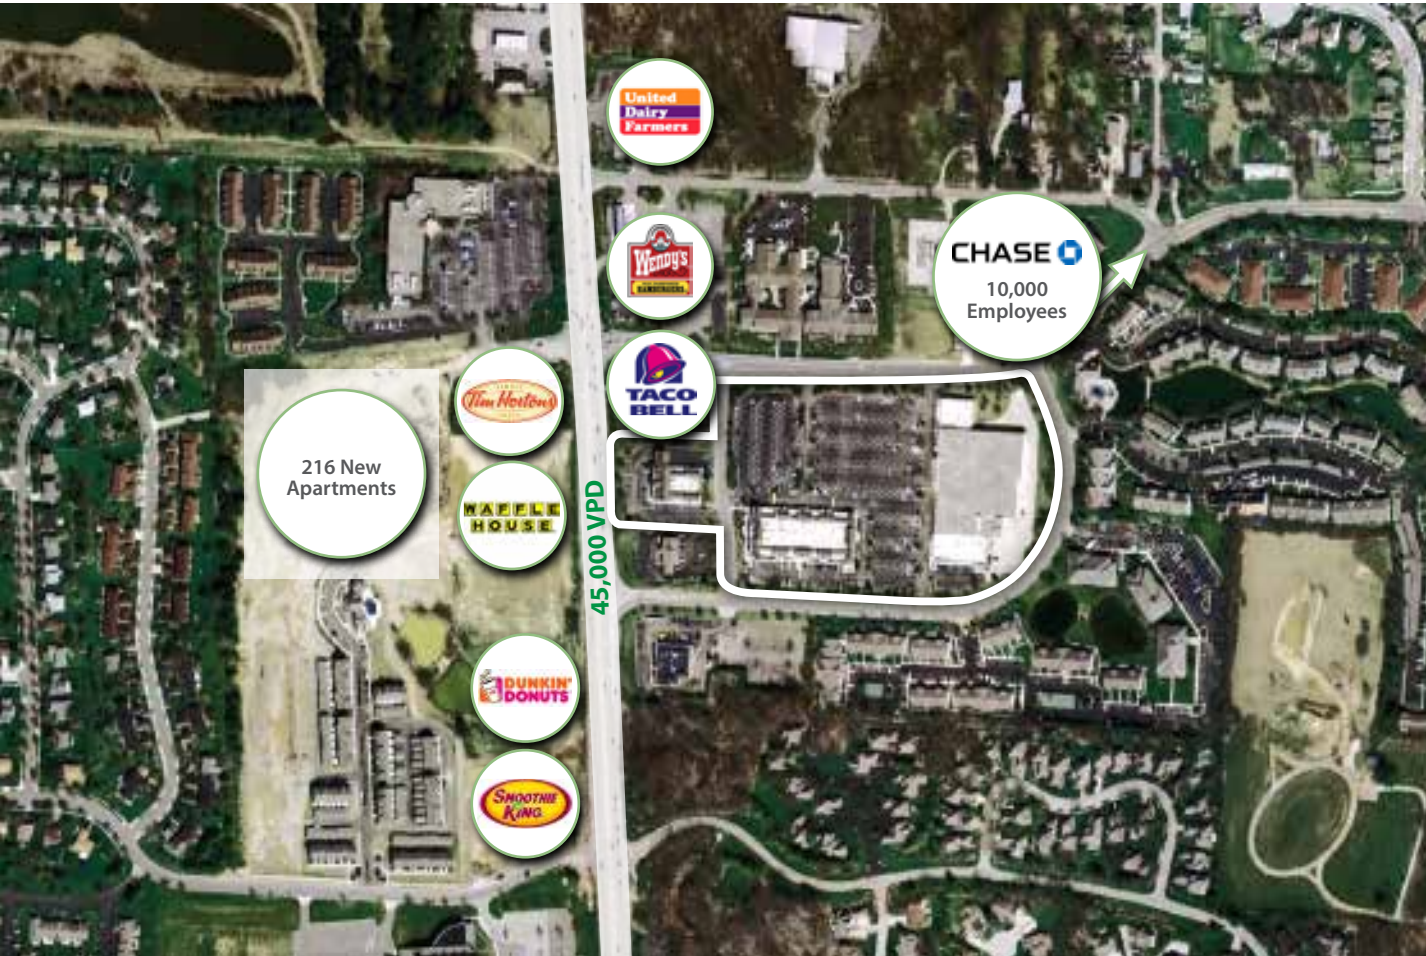 United
Dairy
Farmers
WENDY'S
CHASE
10,000
Employees
TACO
BELL
Tim Hortons
216 New
Apartments
WAFFLE
HOUSE
45,000 VPD
DUNKIN'
DONUTS
SMOOTHIE
KING